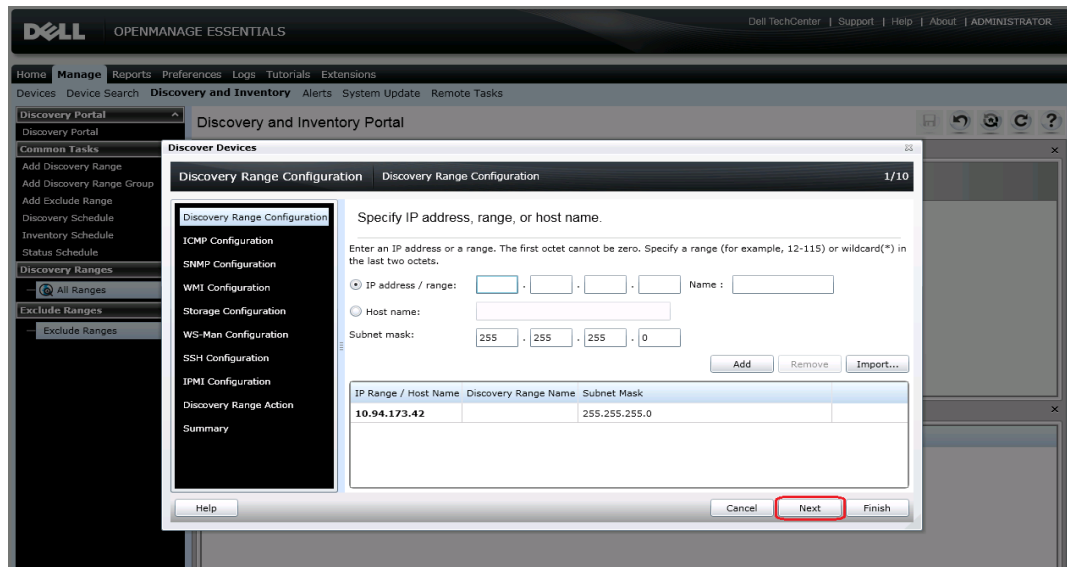 DELL OPENMANAGE ESSENTIALS
Dell TechCenter | Support | Help | About | ADMINISTRATOR
Home Manage Reports Preferences Logs Tutorials Extensions
Devices Device Search Discovery and Inventory Alerts System Update Remote Tasks
Discovery Portal
Discovery Portal
Common Tasks
Add Discovery Range
Add Discovery Range Group
Add Exclude Range
Discovery Schedule
Inventory Schedule
Status Schedule
Discovery Ranges
All Ranges
Exclude Ranges
Exclude Ranges
Discovery and Inventory Portal
Discover Devices
Discovery Range Configuration Discovery Range Configuration 1/10
Discovery Range Configuration
ICMP Configuration
SNMP Configuration
WMI Configuration
Storage Configuration
WS-Man Configuration
SSH Configuration
IPMI Configuration
Discovery Range Action
Summary
Specify IP address, range, or host name.
Enter an IP address or a range. The first octet cannot be zero. Specify a range (for example, 12-115) or wildcard(*) in
the last two octets.
IP address / range: . . . Name :
Host name:
Subnet mask: 255 . 255 . 255 . 0
Add Remove Import...
IP Range / Host Name Discovery Range Name Subnet Mask
10.94.173.42 255.255.255.0
Help Cancel Next Finish